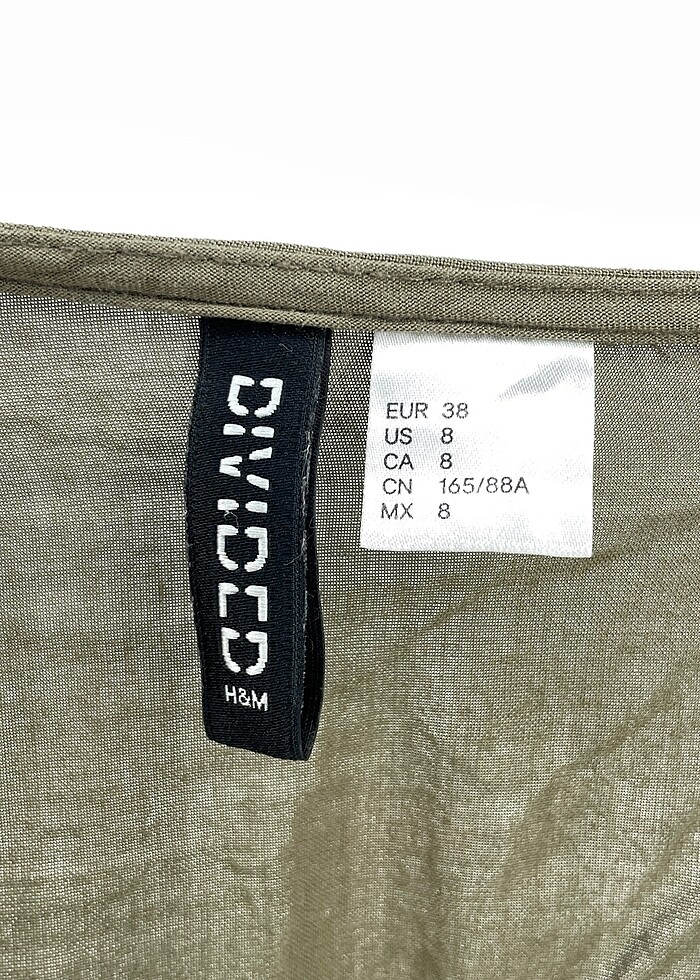 DIVIDED
H&M
EUR 38
US 8
CA 8
CN 165/88A
MX 8